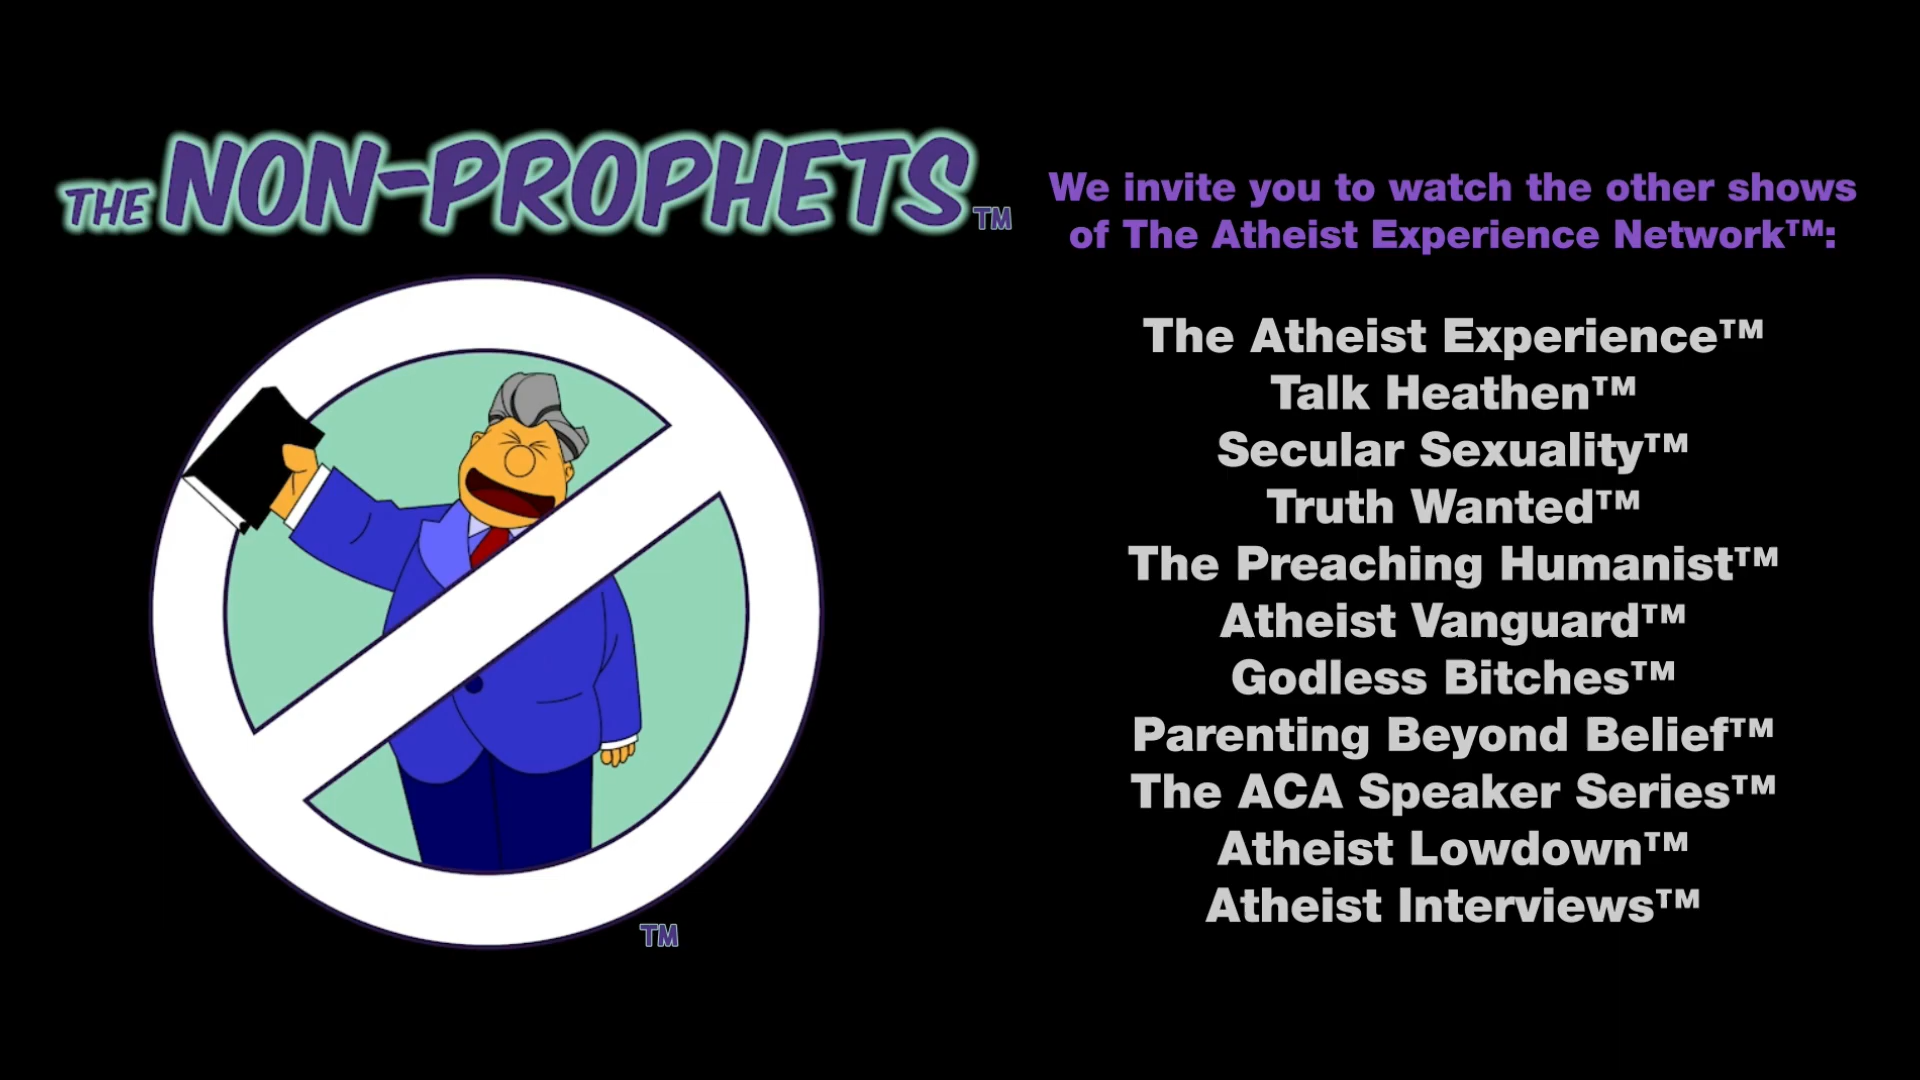 THE NON-PROPHETS TM
TM
We invite you to watch the other shows
of The Atheist Experience Network™:
The Atheist Experience™
Talk Heathen™
Secular Sexuality™
Truth Wanted™
The Preaching Humanist™
Atheist Vanguard™
Godless Bitches™
Parenting Beyond Belief™
The ACA Speaker Series™
Atheist Lowdown™
Atheist Interviews™